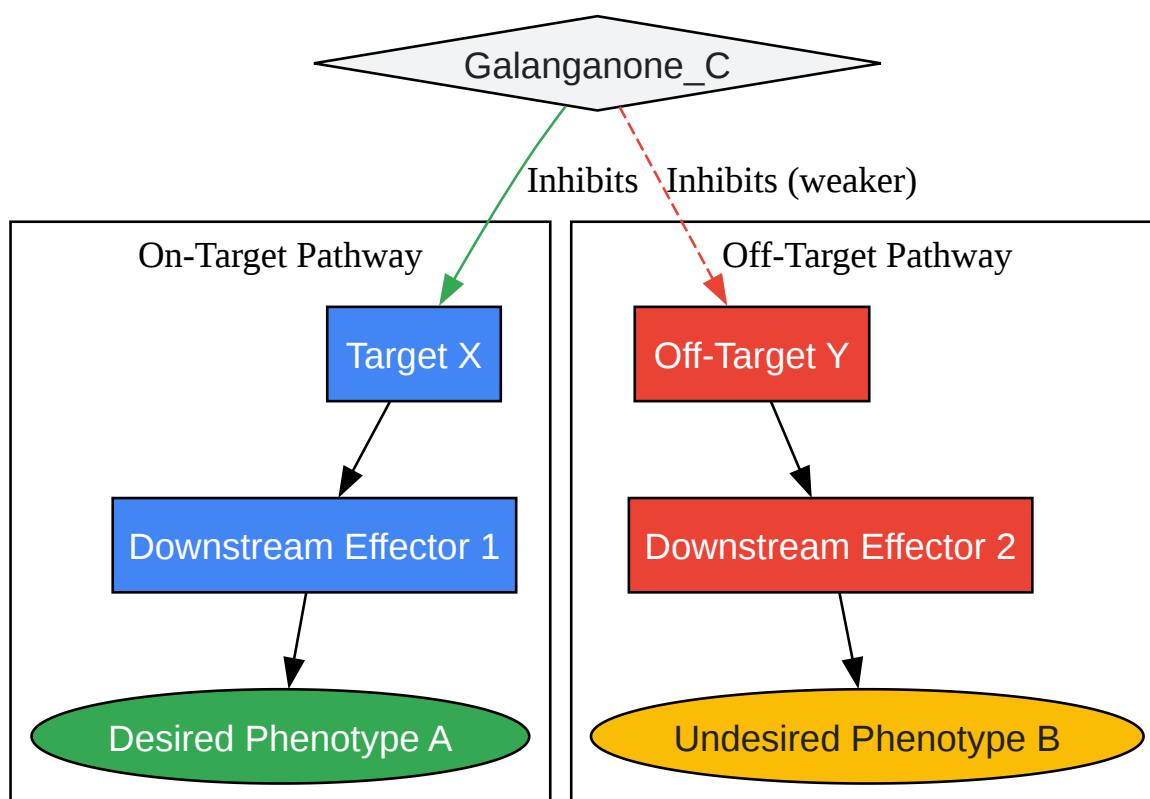 Galanganone_C
Inhibits
Inhibits (weaker)
On-Target Pathway
Off-Target Pathway
Target X
Off-Target Y
Downstream Effector 1
Downstream Effector 2
Desired Phenotype A
Undesired Phenotype B